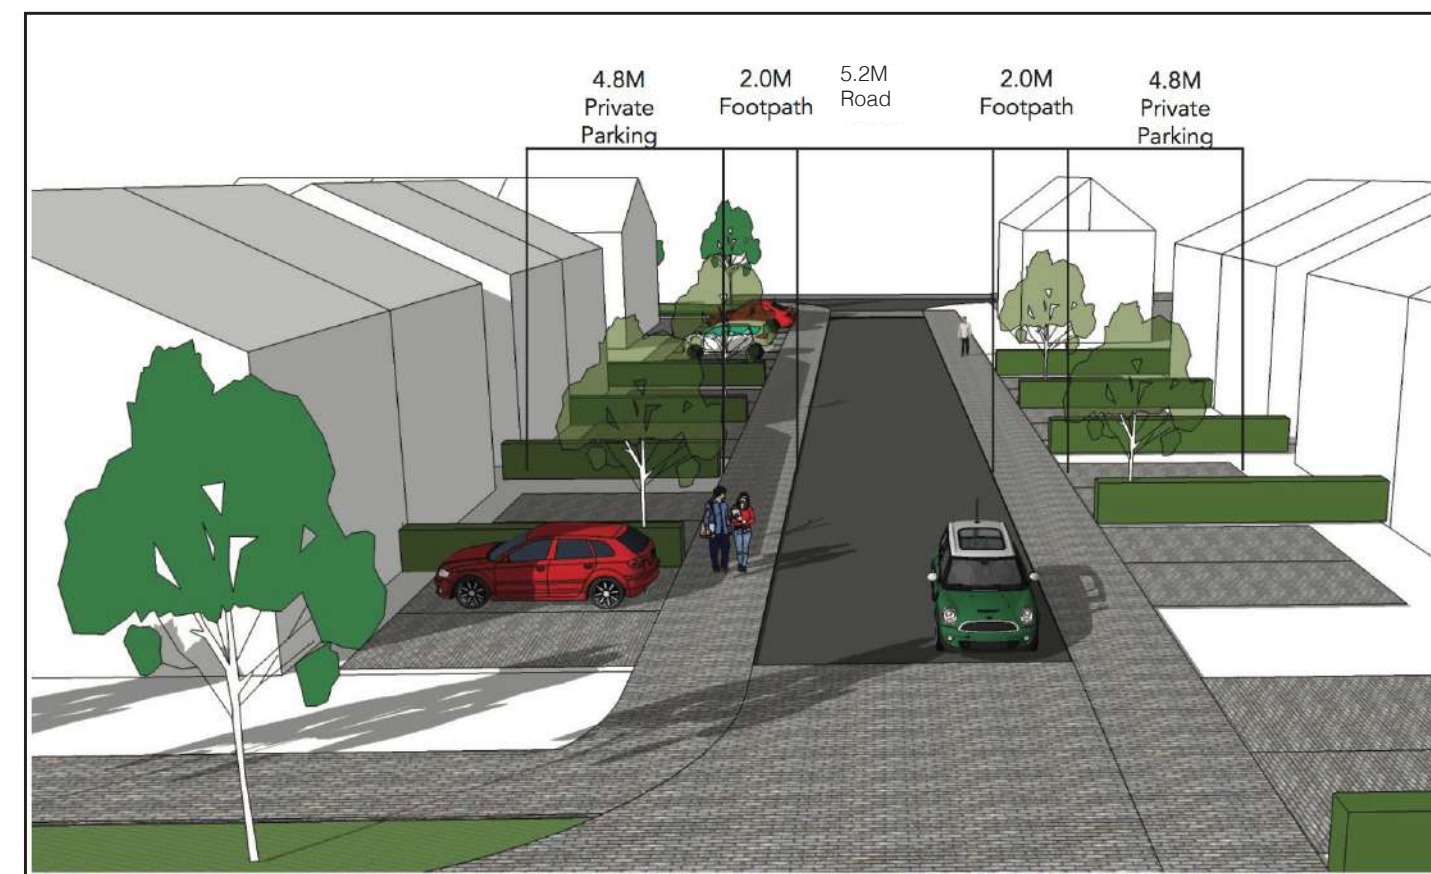 4.8M
Private
Parking
2.0M
Footpath
5.2M
Road
2.0M
Footpath
4.8M
Private
Parking